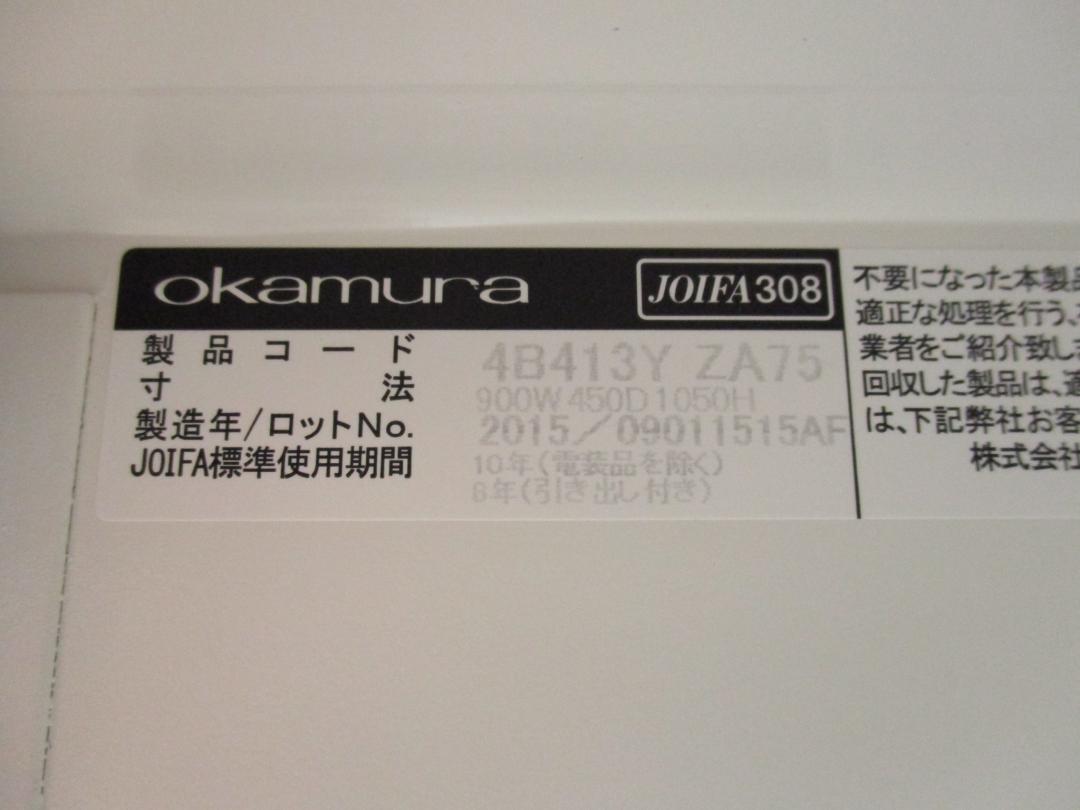 okamura
JOIFA308
製品コード 4B413Y ZA75
寸法 900W450D1050H
製造年/ロットNo. 2015/09011515AF
JOIFA標準使用期間 10年(電装品を除く)
8年(引き出し付き)
不要になった本製品
適正な処理を行う、
業者をご紹介致し
回収した製品は、
は、下記弊社お客
株式会社